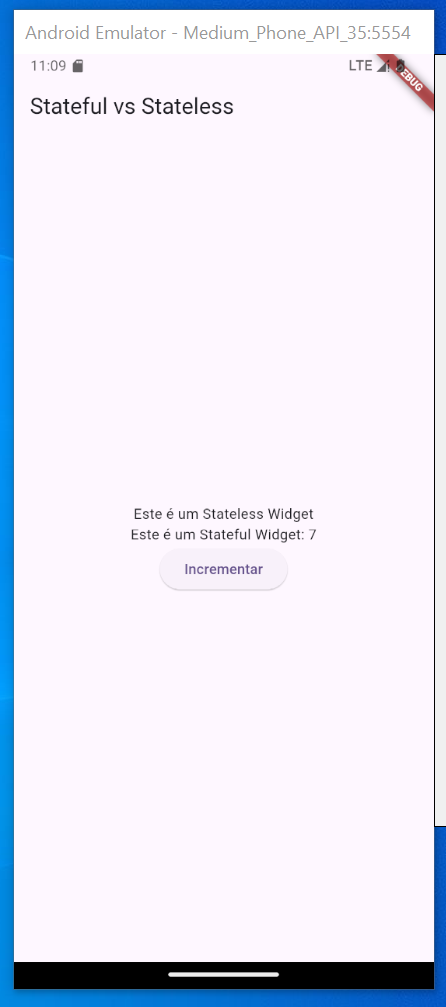 Android Emulator - Medium_Phone_API_35:5554
11:09 LTE
DEBUG
Stateful vs Stateless
Este é um Stateless Widget
Este é um Stateful Widget: 7
Incrementar